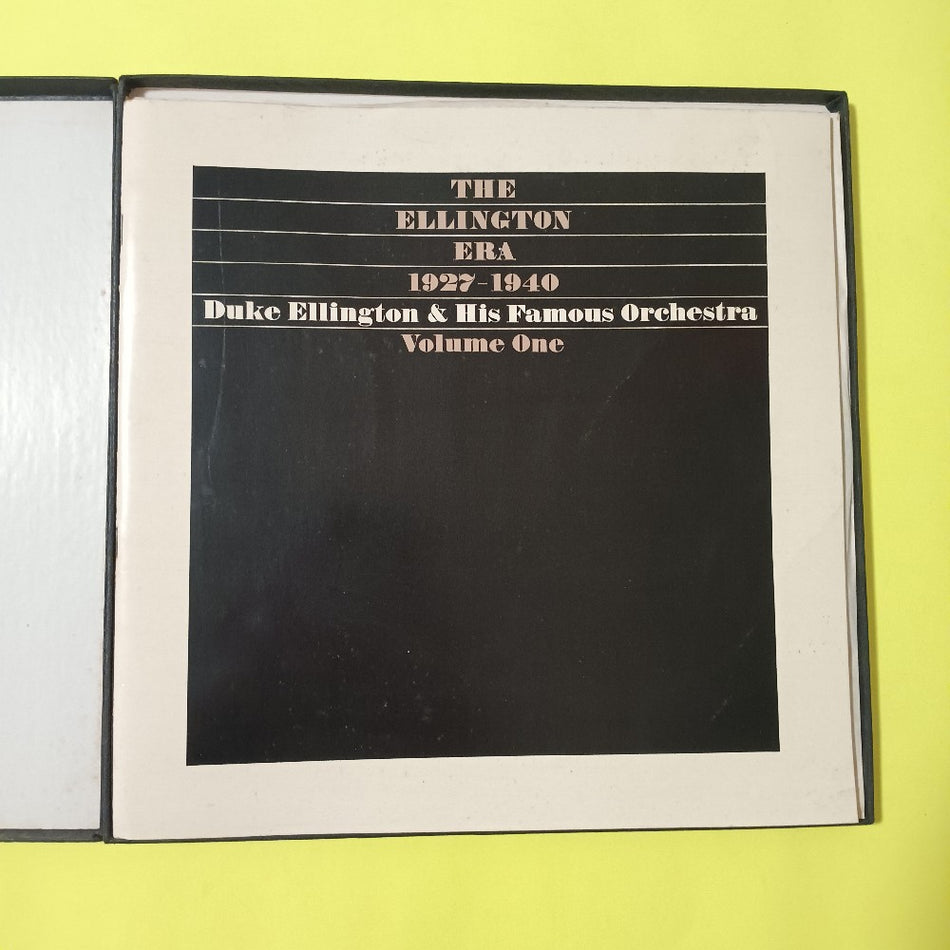 THE
ELLINGTON
ERA
1927-1940
Duke Ellington & His Famous Orchestra
Volume One